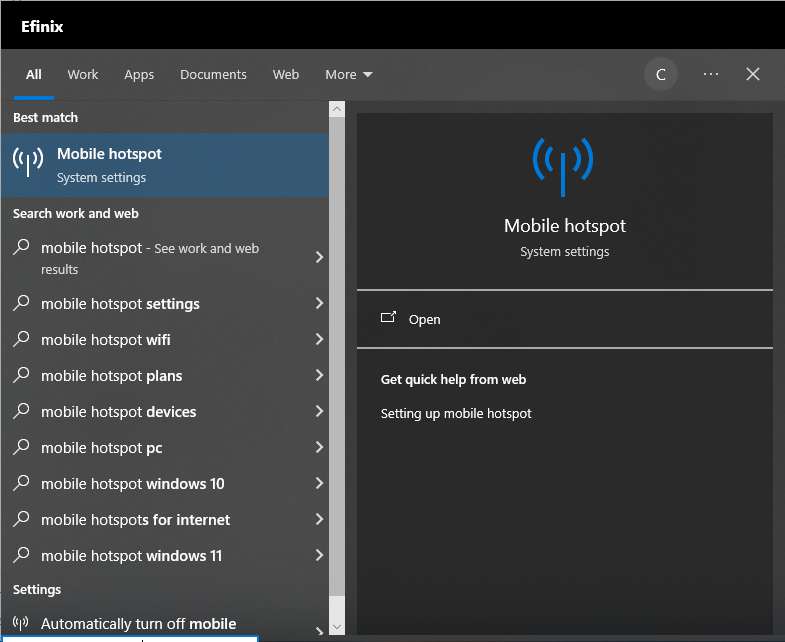 Efinix
All Work Apps Documents Web More C
Best match
Mobile hotspot
System settings
Search work and web
mobile hotspot - See work and web
results
mobile hotspot settings
mobile hotspot wifi
mobile hotspot plans
mobile hotspot devices
mobile hotspot pc
mobile hotspot windows 10
mobile hotspots for internet
mobile hotspot windows 11
Settings
Automatically turn off mobile
Mobile hotspot
System settings
Open
Get quick help from web
Setting up mobile hotspot